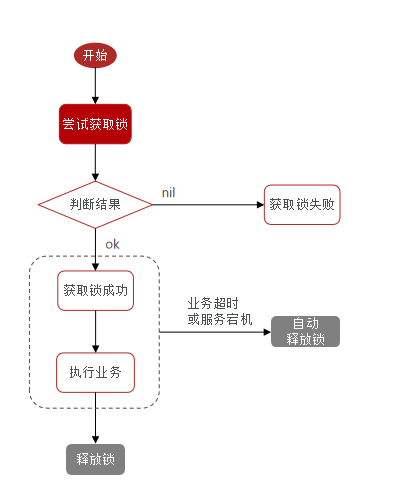 开始
尝试获取锁
判断结果
nil
获取锁失败
ok
获取锁成功
业务超时
或服务宕机
自动
释放锁
执行业务
释放锁